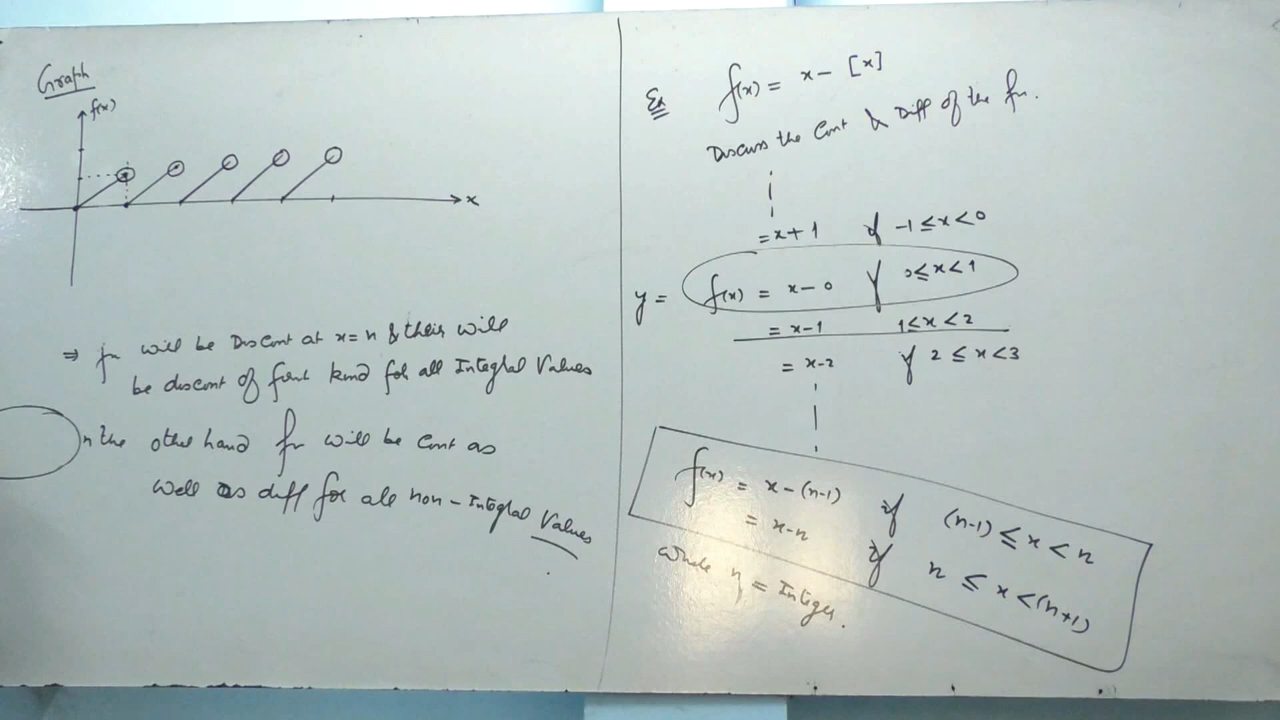 Graph
f(x)
x
⇒ fn will be Discont at x=n & their will
be discont of first kind for all Integral Values
n the other hand fn will be Cont as
well as diff for all non-Integral Values
Ex f(x) = x - [x]
Discuss the Cont & Diff of the fn.
= x+1 if -1≤x<0
y = f(x) = x-0 if 0≤x<1
= x-1 1≤x<2
= x-2 if 2≤x<3
f(x) = x-(n-1) if (n-1)≤x<n
= x-n if n≤x<(n+1)
where n = Integer.